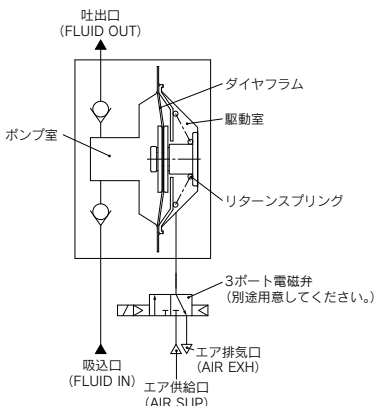 吐出口
(FLUID OUT)
ダイヤフラム
駆動室
ポンプ室
リターンスプリング
3ポート電磁弁
(別途用意してください。)
エア排気口
(AIR EXH)
吸込口
(FLUID IN)
エア供給口
(AIR SUP)